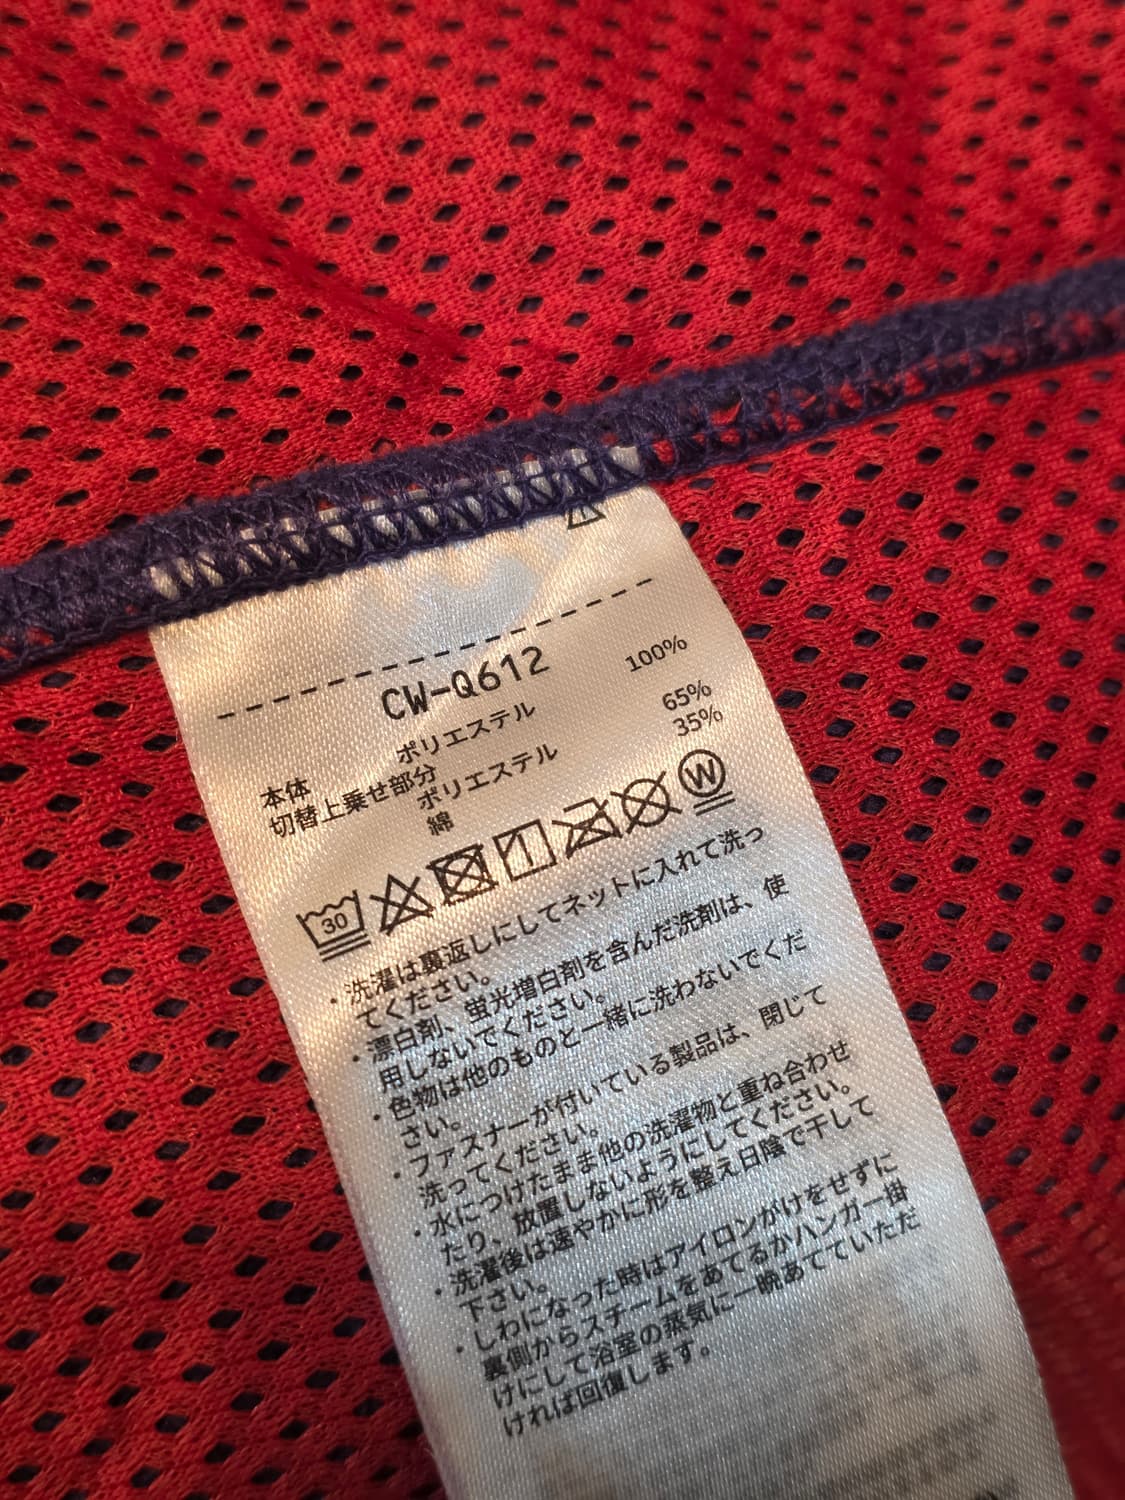 CW-Q612
本体 ポリエステル 100%
切替上乗せ部分
ポリエステル 65%
綿 35%
30 W
・洗濯は裏返しにしてネットに入れて洗っ
てください。
・漂白剤、蛍光増白剤を含んだ洗剤は、使
用しないでください。
・色物は他のものと一緒に洗わないでくだ
さい。
・ファスナーが付いている製品は、閉じて
洗ってください。
・水につけたまま他の洗濯物と重ね合わせ
たり、放置しないようにしてください。
・洗濯後は速やかに形を整え日陰で干して
下さい。
・しわになった時はアイロンがけをせずに
裏側からスチームをあてるかハンガー掛
けにして浴室の蒸気に一晩あてていただ
ければ回復します。